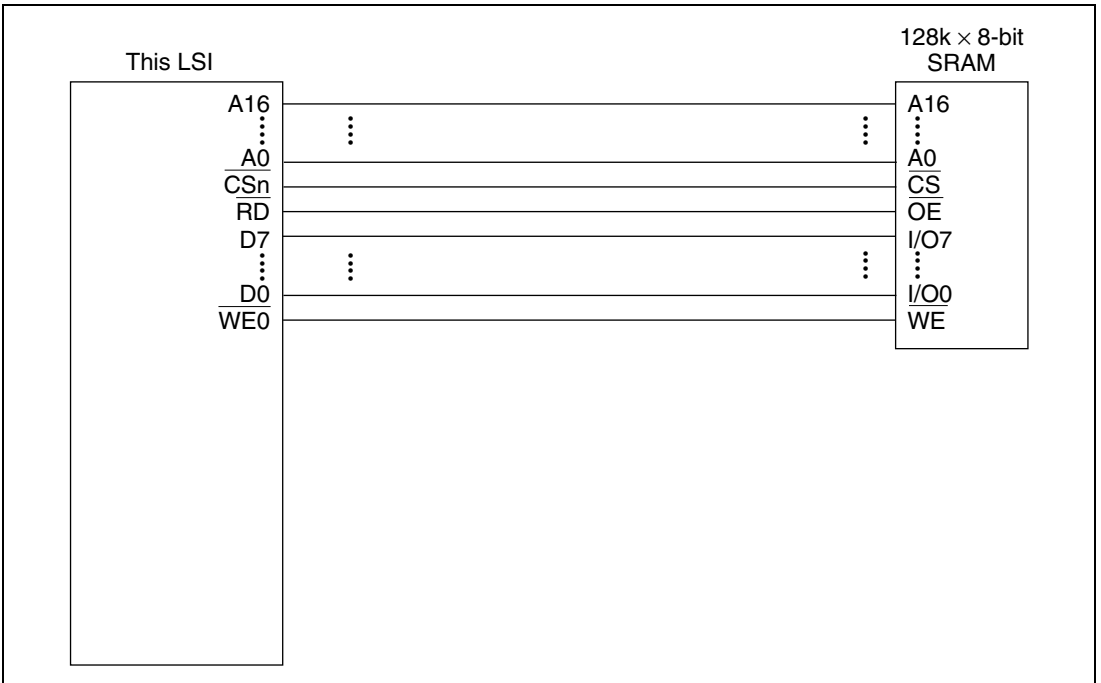 This LSI
A16
A0
CSn
RD
D7
D0
WE0
128k × 8-bit
SRAM
A16
A0
CS
OE
I/O7
I/O0
WE